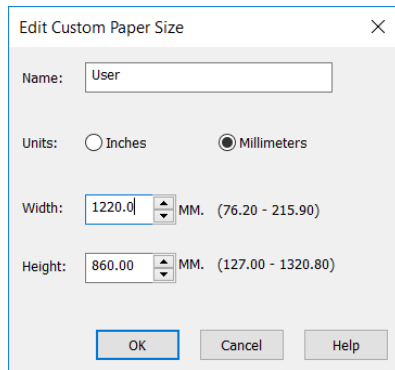 Edit Custom Paper Size
Name: User
Units: Inches Millimeters
Width: 1220.0 MM. (76.20 - 215.90)
Height: 860.00 MM. (127.00 - 1320.80)
OK Cancel Help